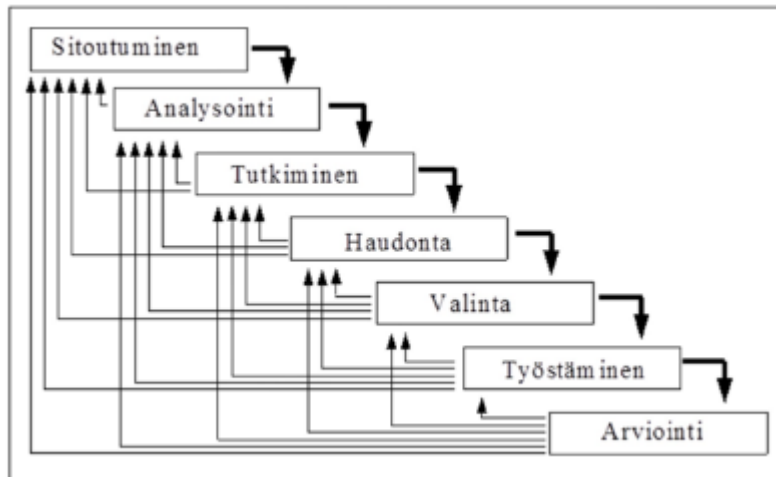 Sitoutuminen
Analysointi
Tutkiminen
Haudonta
Valinta
Työstäminen
Arviointi